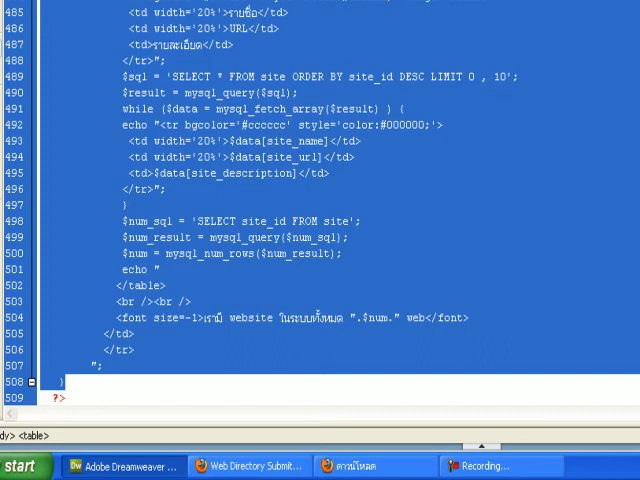 485 <td width='20%'>รายชื่อ</td>
486 <td width='20%'>URL</td>
487 <td>รายละเอียด</td>
488 </tr>";
489 $sql = 'SELECT * FROM site ORDER BY site_id DESC LIMIT 0 , 10';
490 $result = mysql_query($sql);
491 while ($data = mysql_fetch_array($result) ) {
492 echo "<tr bgcolor='#cccccc' style='color:#000000;'>
493 <td width='20%'>$data[site_name]</td>
494 <td width='20%'>$data[site_url]</td>
495 <td>$data[site_description]</td>
496 </tr>";
497 }
498 $num_sql = 'SELECT site_id FROM site';
499 $num_result = mysql_query($num_sql);
500 $num = mysql_num_rows($num_result);
501 echo "
502 </table>
503 <br /><br />
504 <font size=-1>เรามี website ในระบบทั้งหมด ".$num." web</font>
505 </td>
506 </tr>
507 ";
508 }
509 ?>
dy> <table>
start Adobe Dreamweaver ... Web Directory Submit... ดาวน์โหลด Recording...